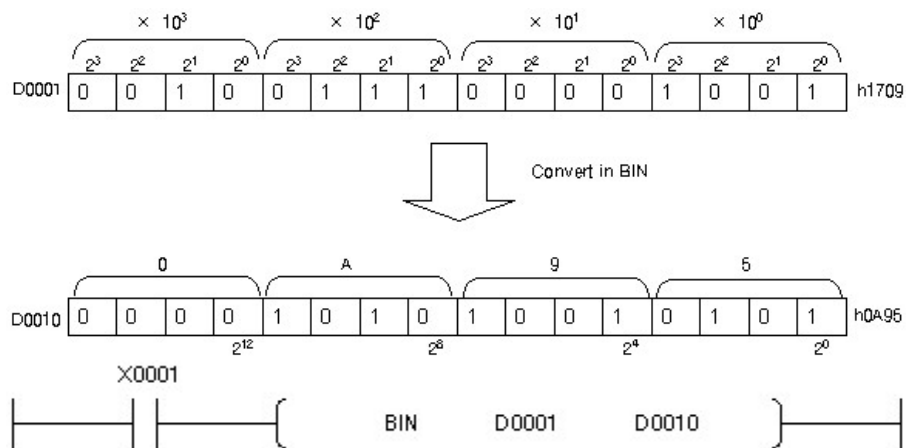 × 10³ × 10² × 10¹ × 10⁰
2³ 2² 2¹ 2⁰ 2³ 2² 2¹ 2⁰ 2³ 2² 2¹ 2⁰ 2³ 2² 2¹ 2⁰
D0001 0 0 1 0 0 1 1 1 0 0 0 0 1 0 0 1 h1709
Convert in BIN
0 A 9 5
D0010 0 0 0 0 1 0 1 0 1 0 0 1 0 1 0 1 h0A95
2¹² 2⁸ 2⁴ 2⁰
X0001
BIN D0001 D0010